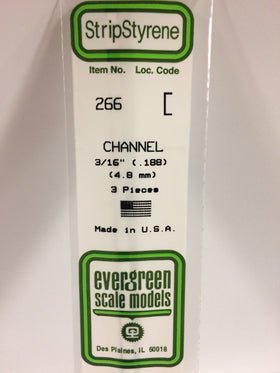 StripStyrene
Item No. Loc. Code
266 [
CHANNEL
3/16" (.188)
(4.8 mm)
3 Pieces
Made in U.S.A.
evergreen
scale models
Des Plaines, IL 60018